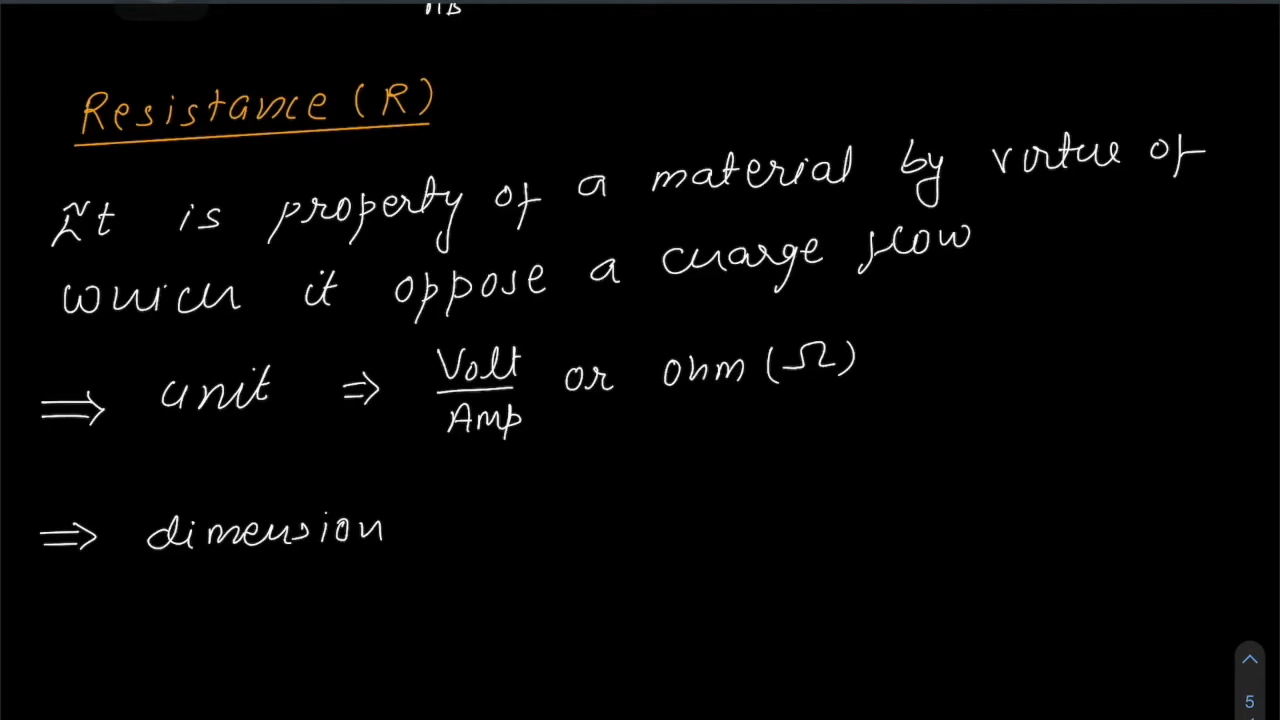 Resistance (R)
It is property of a material by virtue of
which it oppose a charge flow
⇒ unit ⇒ Volt/Amp or ohm (Ω)
⇒ dimension
5